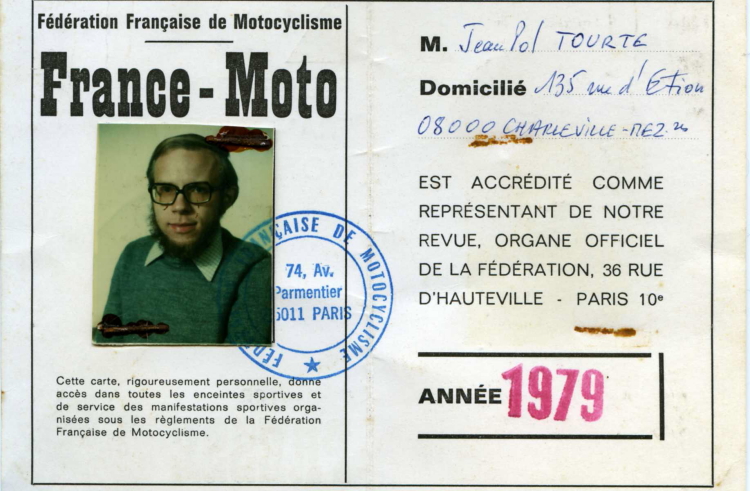 Fédération Française de Motocyclisme
France-Moto
ANÇAISE DE MOTOCYCLISME
74, Av.
Parmentier
5011 PARIS
FÉDÉ
Cette carte, rigoureusement personnelle, donne
accès dans toutes les enceintes sportives et
de service des manifestations sportives orga-
nisées sous les règlements de la Fédération
Française de Motocyclisme.
M. Jean Pol TOURTE
Domicilié 135 rue d'Etion
08000 CHARLEVILLE-MEZ
EST ACCRÉDITÉ COMME
REPRÉSENTANT DE NOTRE
REVUE, ORGANE OFFICIEL
DE LA FÉDÉRATION, 36 RUE
D'HAUTEVILLE - PARIS 10e
ANNÉE 1979